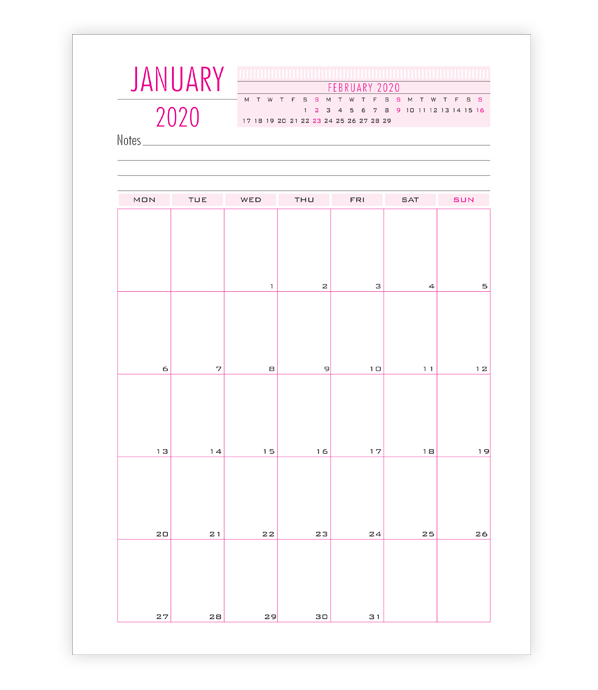 JANUARY
2020
FEBRUARY 2020
M T W T F S S M T W T F S S M T W T F S S
1 2 3 4 5 6 7 8 9 10 11 12 13 14 15 16
17 18 19 20 21 22 23 24 25 26 27 28 29
Notes
MON TUE WED THU FRI SAT SUN
1 2 3 4 5
6 7 8 9 10 11 12
13 14 15 16 17 18 19
20 21 22 23 24 25 26
27 28 29 30 31